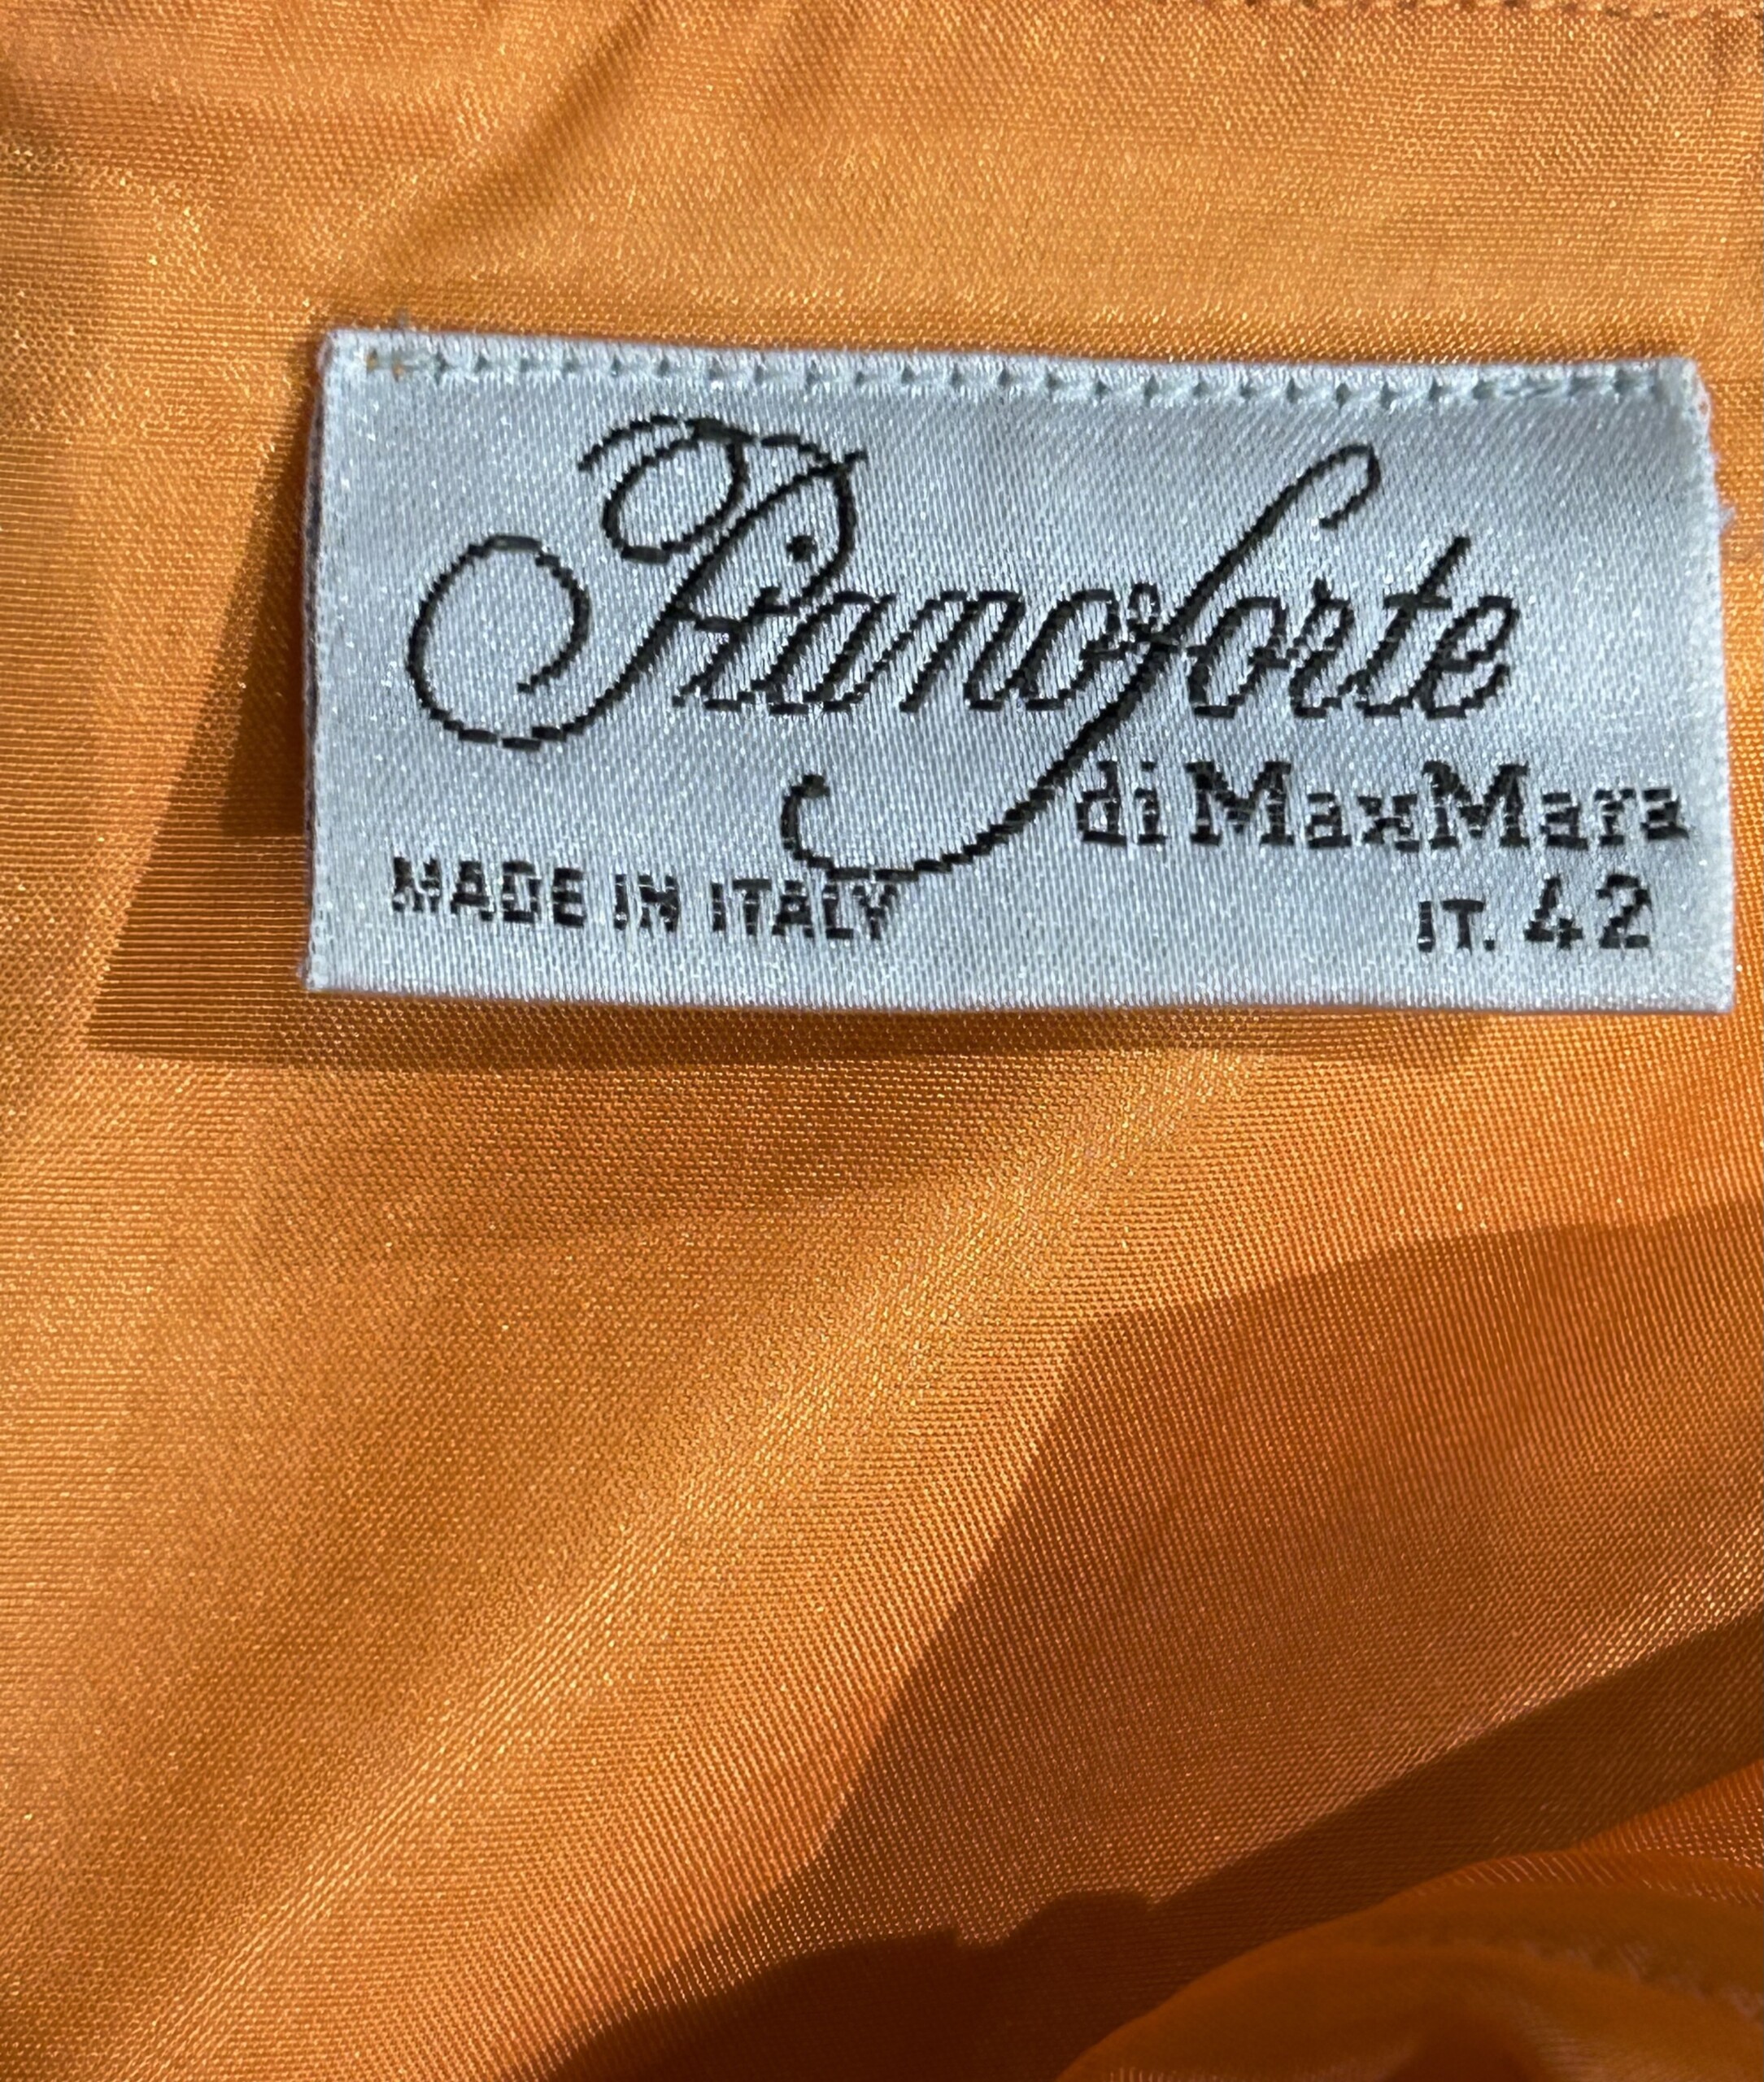 Pianoforte
di MaxMara
MADE IN ITALY
IT. 42